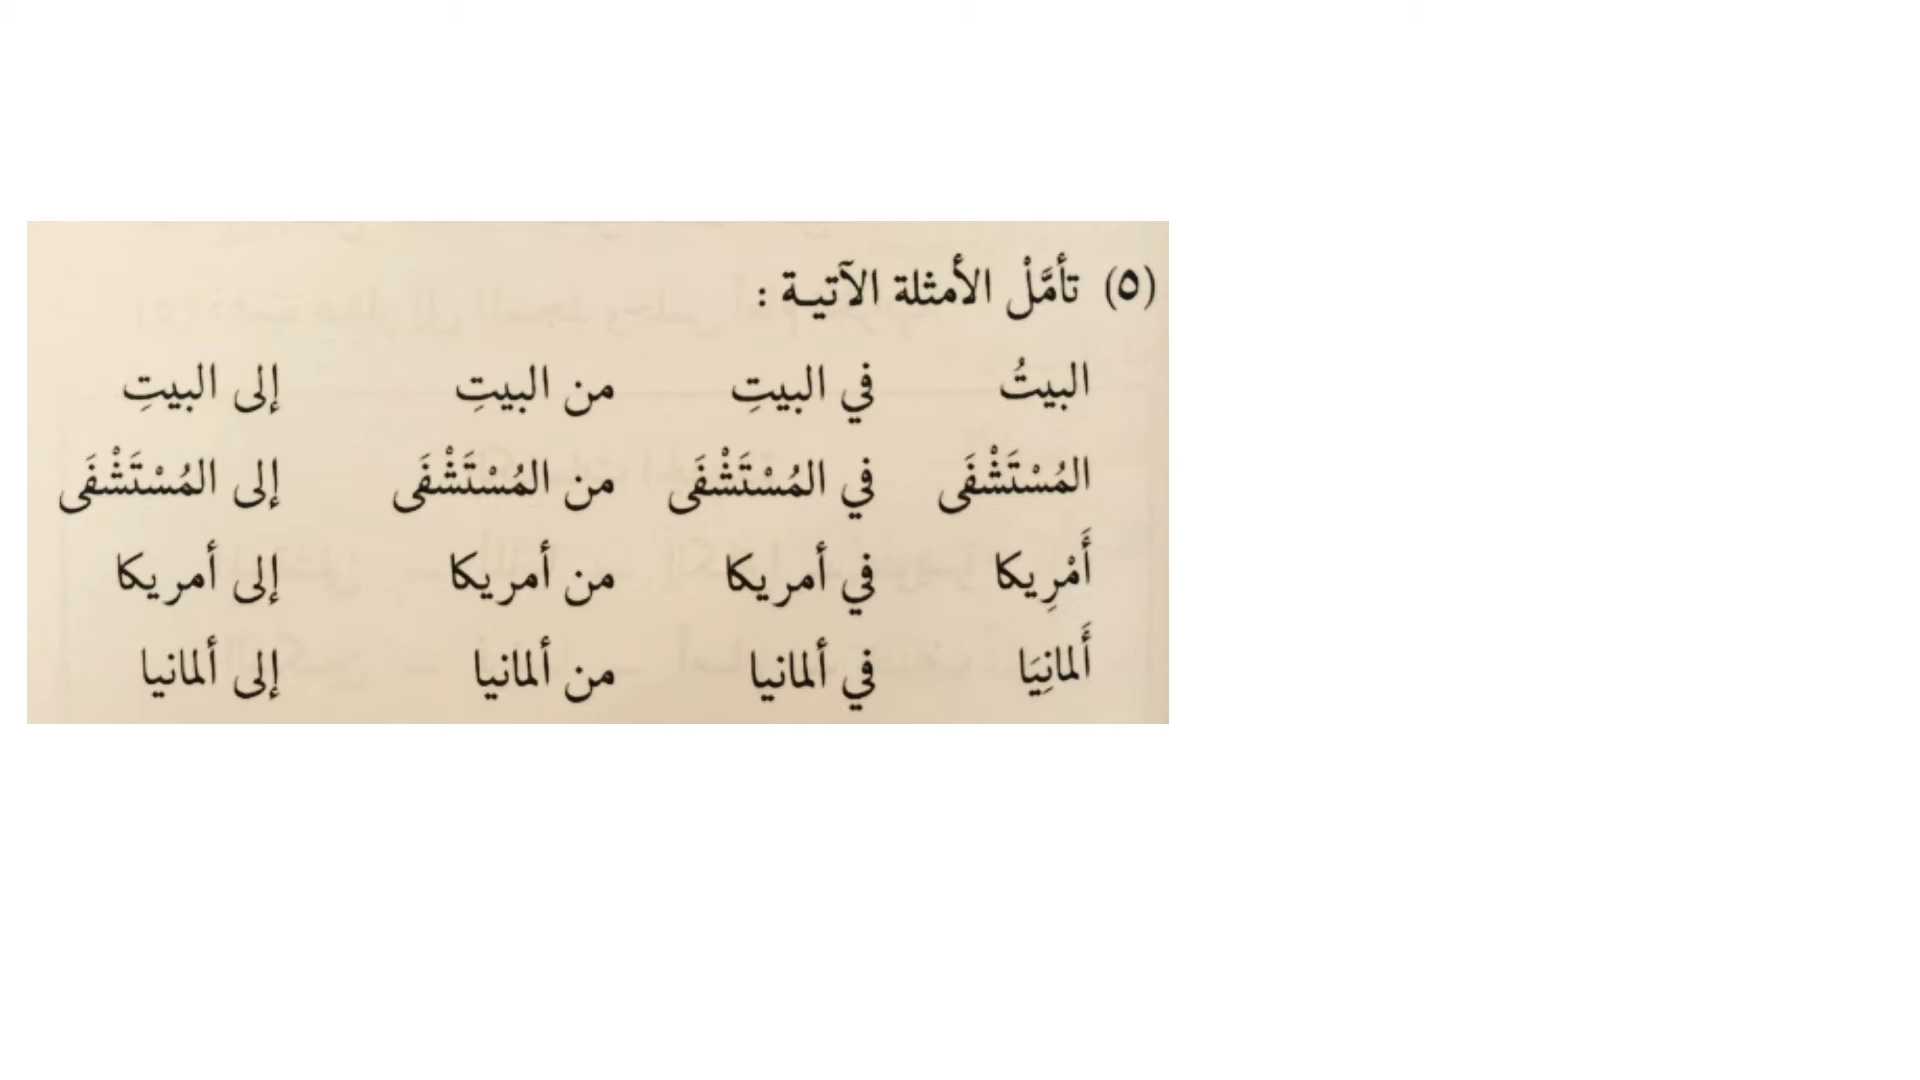 (٥) تأمَّلْ الأمثلة الآتيـة :
البيتُ في البيتِ من البيتِ إلى البيتِ
المُسْتَشْفَى في المُسْتَشْفَى من المُسْتَشْفَى إلى المُسْتَشْفَى
أَمْرِيكا في أمريكا من أمريكا إلى أمريكا
أَلمانِيَا في ألمانيا من ألمانيا إلى ألمانيا